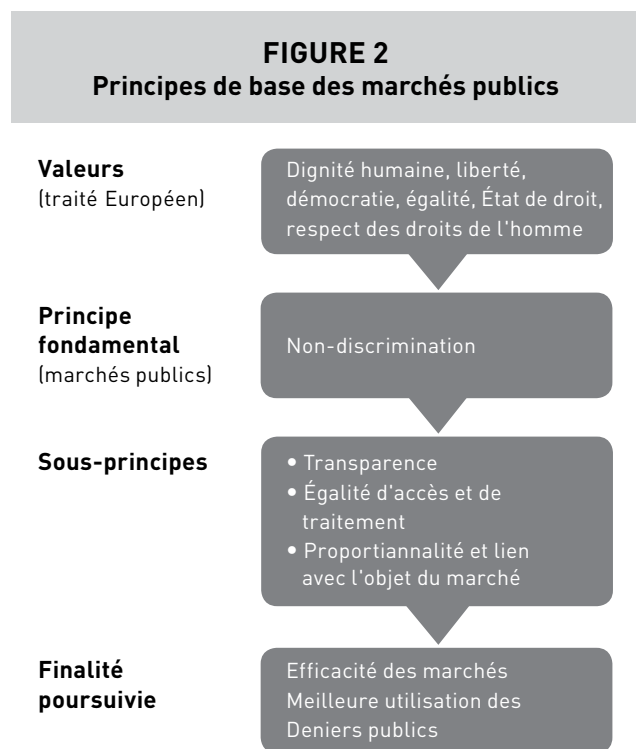 FIGURE 2
Principes de base des marchés publics
Valeurs
(traité Européen)
Dignité humaine, liberté,
démocratie, égalité, État de droit,
respect des droits de l'homme
Principe
fondamental
(marchés publics)
Non-discrimination
Sous-principes
• Transparence
• Égalité d'accès et de
traitement
• Proportiannalité et lien
avec l'objet du marché
Finalité
poursuivie
Efficacité des marchés
Meilleure utilisation des
Deniers publics